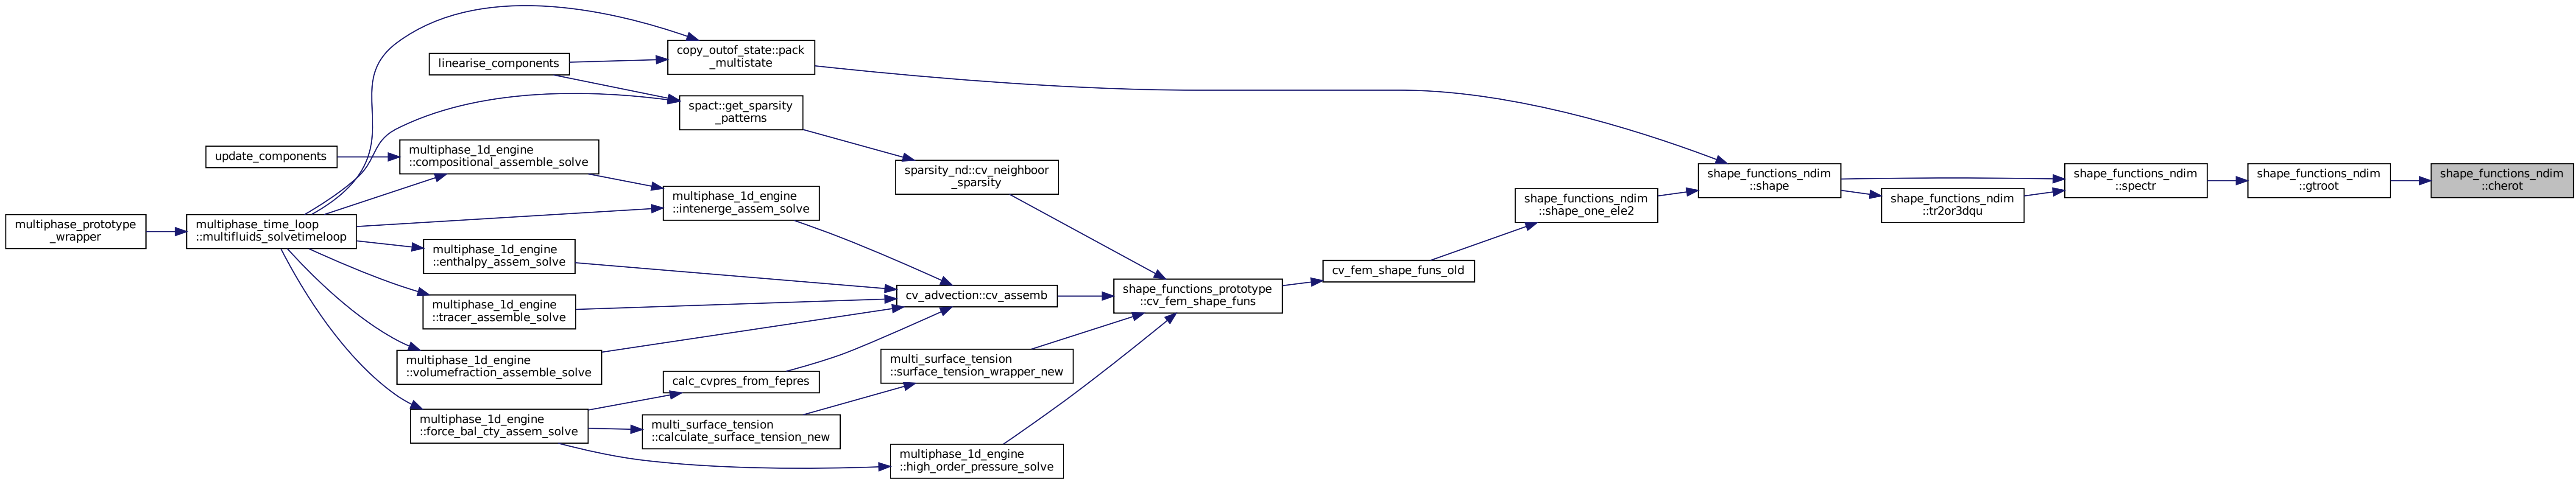 multiphase_prototype
_wrapper
multiphase_time_loop
::multifluids_solvetimeloop
update_components
linearise_components
multiphase_1d_engine
::compositional_assemble_solve
multiphase_1d_engine
::enthalpy_assem_solve
multiphase_1d_engine
::tracer_assemble_solve
multiphase_1d_engine
::volumefraction_assemble_solve
multiphase_1d_engine
::force_bal_cty_assem_solve
copy_outof_state::pack
_multistate
spact::get_sparsity
_patterns
multiphase_1d_engine
::intenerge_assem_solve
calc_cvpres_from_fepres
multi_surface_tension
::calculate_surface_tension_new
sparsity_nd::cv_neighboor
_sparsity
cv_advection::cv_assemb
multi_surface_tension
::surface_tension_wrapper_new
multiphase_1d_engine
::high_order_pressure_solve
shape_functions_prototype
::cv_fem_shape_funs
cv_fem_shape_funs_old
shape_functions_ndim
::shape_one_ele2
shape_functions_ndim
::shape
shape_functions_ndim
::tr2or3dqu
shape_functions_ndim
::spectr
shape_functions_ndim
::gtroot
shape_functions_ndim
::cherot